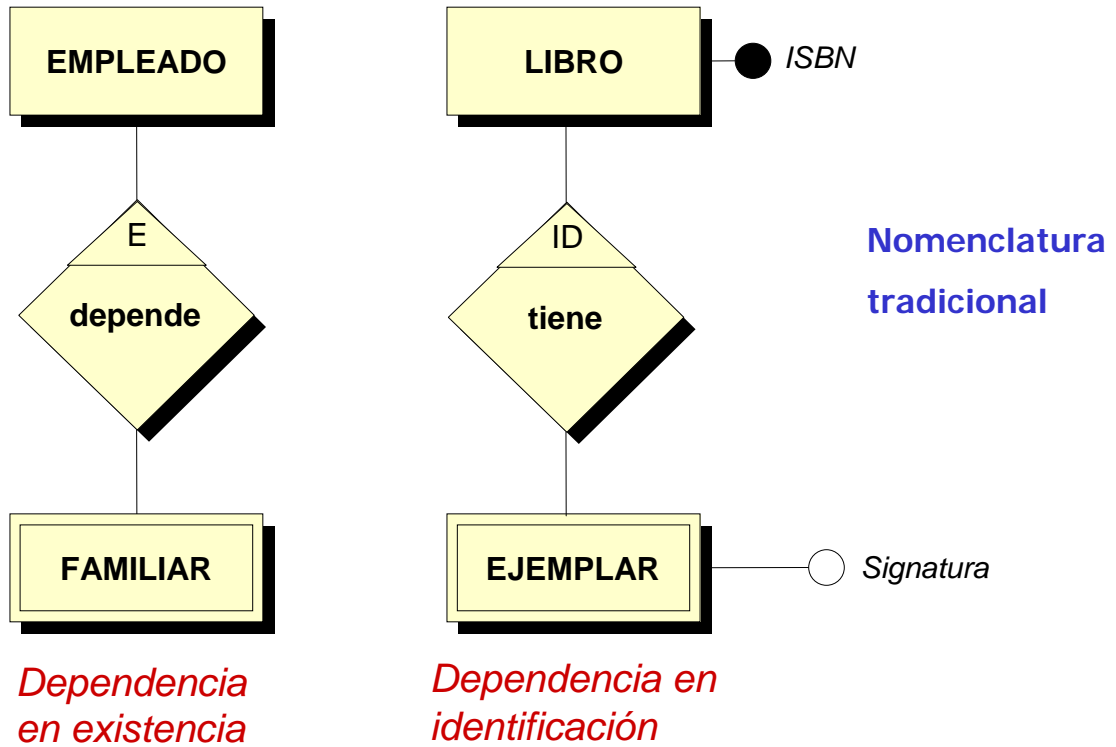 EMPLEADO
E
depende
FAMILIAR
Dependencia
en existencia
LIBRO
ISBN
ID
tiene
EJEMPLAR
Signatura
Dependencia en
identificación
Nomenclatura
tradicional